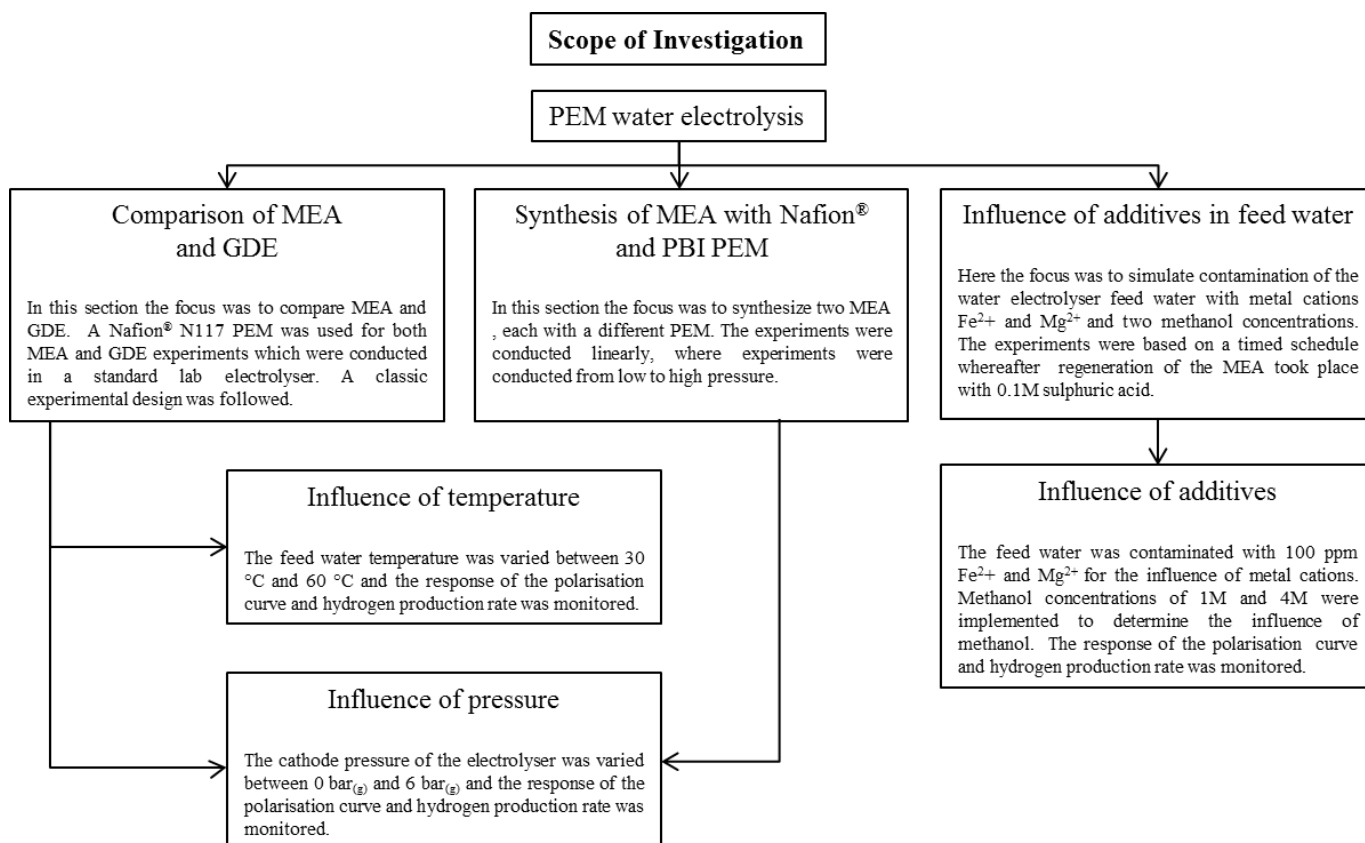 Scope of Investigation
PEM water electrolysis
Comparison of MEA
and GDE
In this section the focus was to compare MEA and
GDE. A Nafion® N117 PEM was used for both
MEA and GDE experiments which were conducted
in a standard lab electrolyser. A classic
experimental design was followed.
Synthesis of MEA with Nafion®
and PBI PEM
In this section the focus was to synthesize two MEA
, each with a different PEM. The experiments were
conducted linearly, where experiments were
conducted from low to high pressure.
Influence of additives in feed water
Here the focus was to simulate contamination of the
water electrolyser feed water with metal cations
Fe²⁺ and Mg²⁺ and two methanol concentrations.
The experiments were based on a timed schedule
whereafter regeneration of the MEA took place
with 0.1M sulphuric acid.
Influence of temperature
The feed water temperature was varied between 30
°C and 60 °C and the response of the polarisation
curve and hydrogen production rate was monitored.
Influence of additives
The feed water was contaminated with 100 ppm
Fe²⁺ and Mg²⁺ for the influence of metal cations.
Methanol concentrations of 1M and 4M were
implemented to determine the influence of
methanol. The response of the polarisation curve
and hydrogen production rate was monitored.
Influence of pressure
The cathode pressure of the electrolyser was varied
between 0 bar(g) and 6 bar(g) and the response of the
polarisation curve and hydrogen production rate was
monitored.